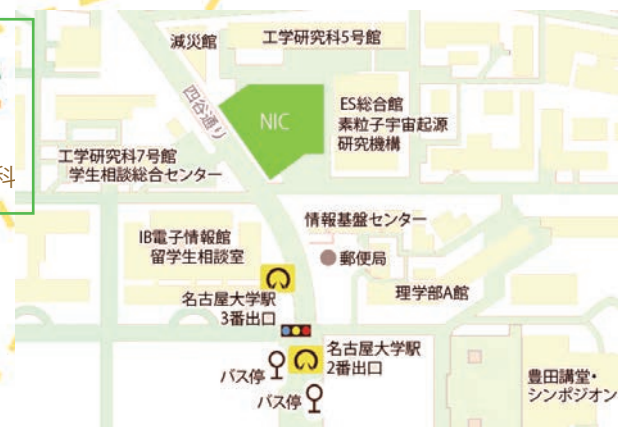 減災館
工学研究科5号館
四谷通り
NIC
ES総合館
素粒子宇宙起源
研究機構
科
工学研究科7号館
学生相談総合センター
情報基盤センター
IB電子情報館
留学生相談室
郵便局
名古屋大学駅
3番出口
理学部A館
名古屋大学駅
2番出口
バス停
バス停
豊田講堂・
シンポジオン